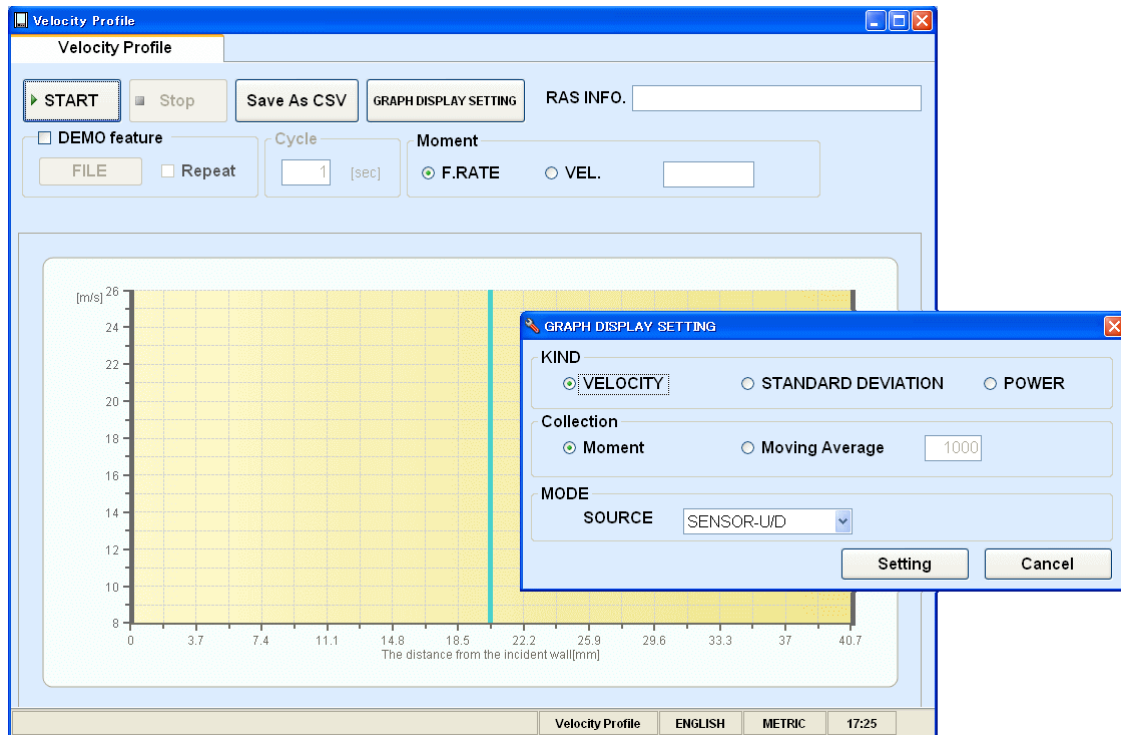 Velocity Profile
Velocity Profile
START Stop Save As CSV GRAPH DISPLAY SETTING RAS INFO.
DEMO feature Cycle Moment
FILE Repeat 1 [sec] F.RATE VEL.
[m/s] 26
24
22
20
18
16
14
12
10
8
0 3.7 7.4 11.1 14.8 18.5 22.2 25.9 29.6 33.3 37 40.7
The distance from the incident wall[mm]
GRAPH DISPLAY SETTING
KIND
VELOCITY STANDARD DEVIATION POWER
Collection
Moment Moving Average 1000
MODE
SOURCE SENSOR-U/D
Setting Cancel
Velocity Profile ENGLISH METRIC 17:25